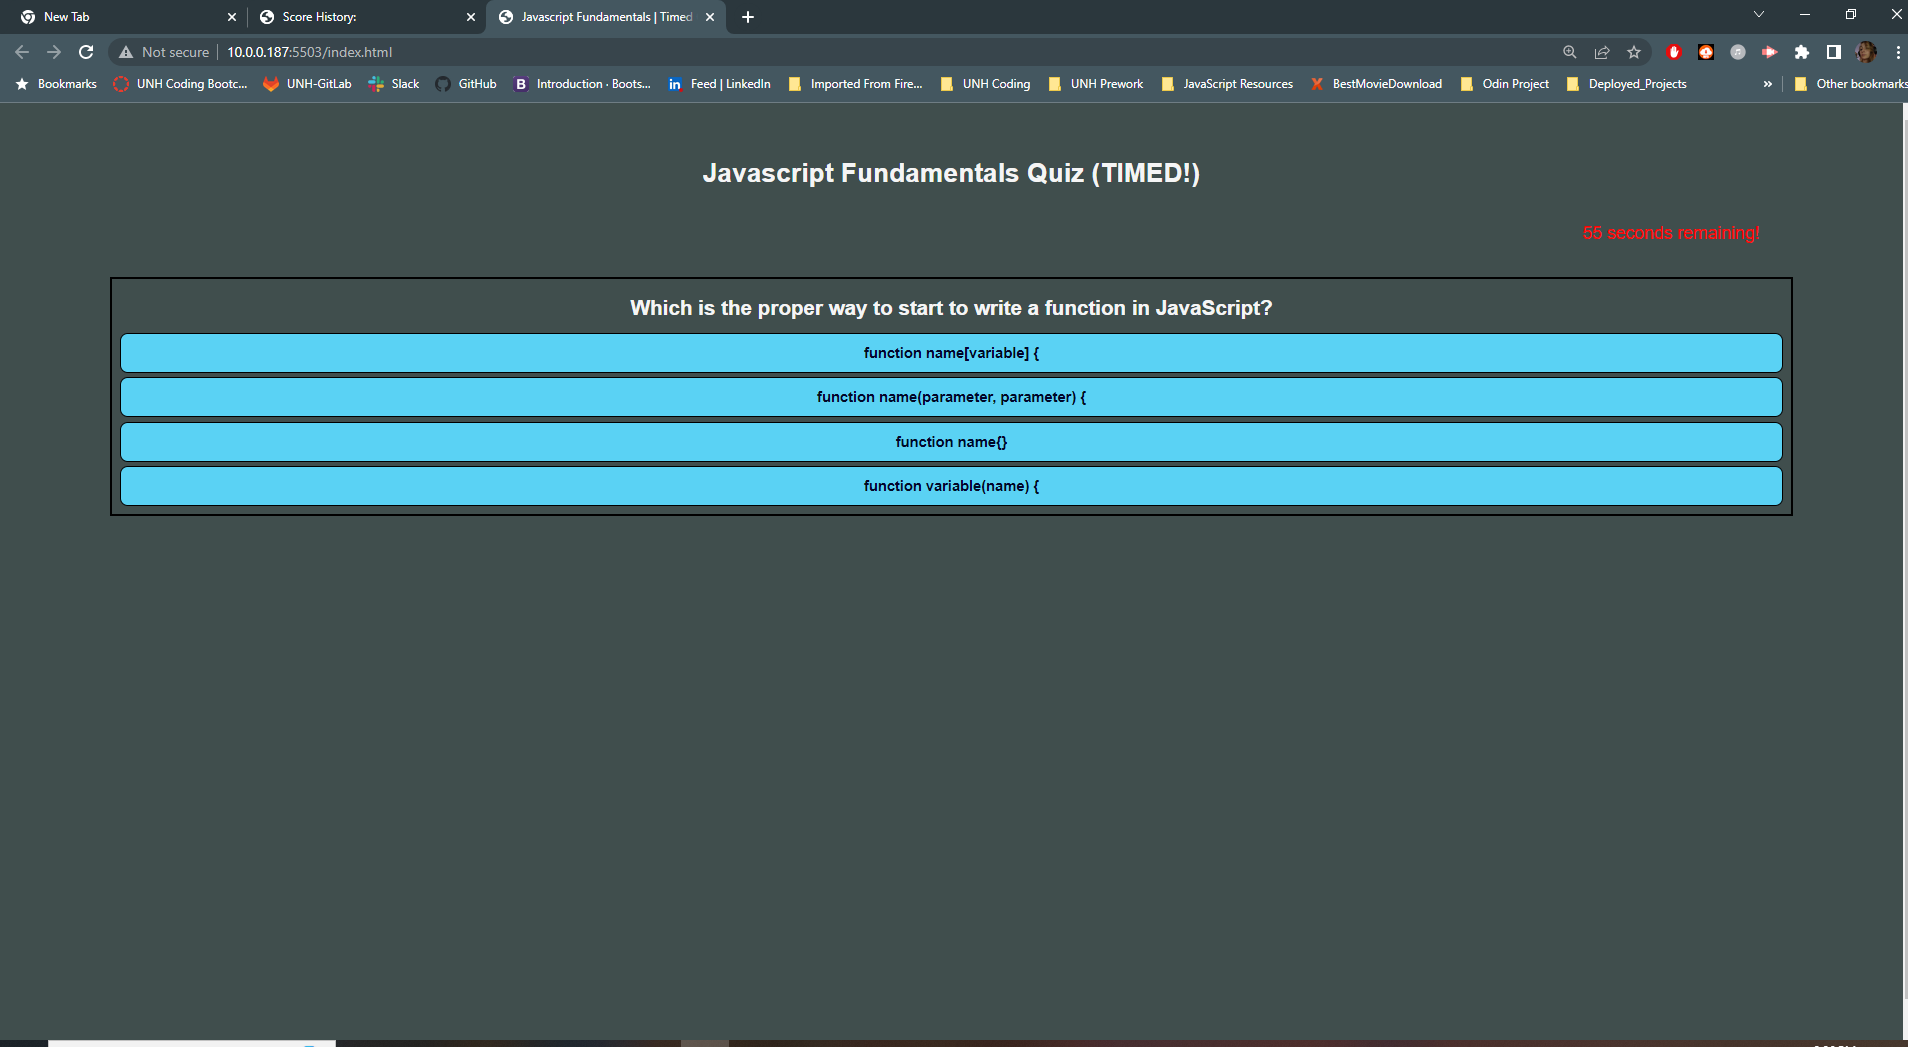 New Tab
Score History:
Javascript Fundamentals | Timed
Not secure
10.0.0.187:5503/index.html
Bookmarks
UNH Coding Bootc...
UNH-GitLab
Slack
GitHub
B
Introduction · Boots...
in
Feed | LinkedIn
Imported From Fire...
UNH Coding
UNH Prework
JavaScript Resources
X
BestMovieDownload
Odin Project
Deployed_Projects
»
Other bookmarks
Javascript Fundamentals Quiz (TIMED!)
55 seconds remaining!
Which is the proper way to start to write a function in JavaScript?
function name[variable] {
function name(parameter, parameter) {
function name{}
function variable(name) {